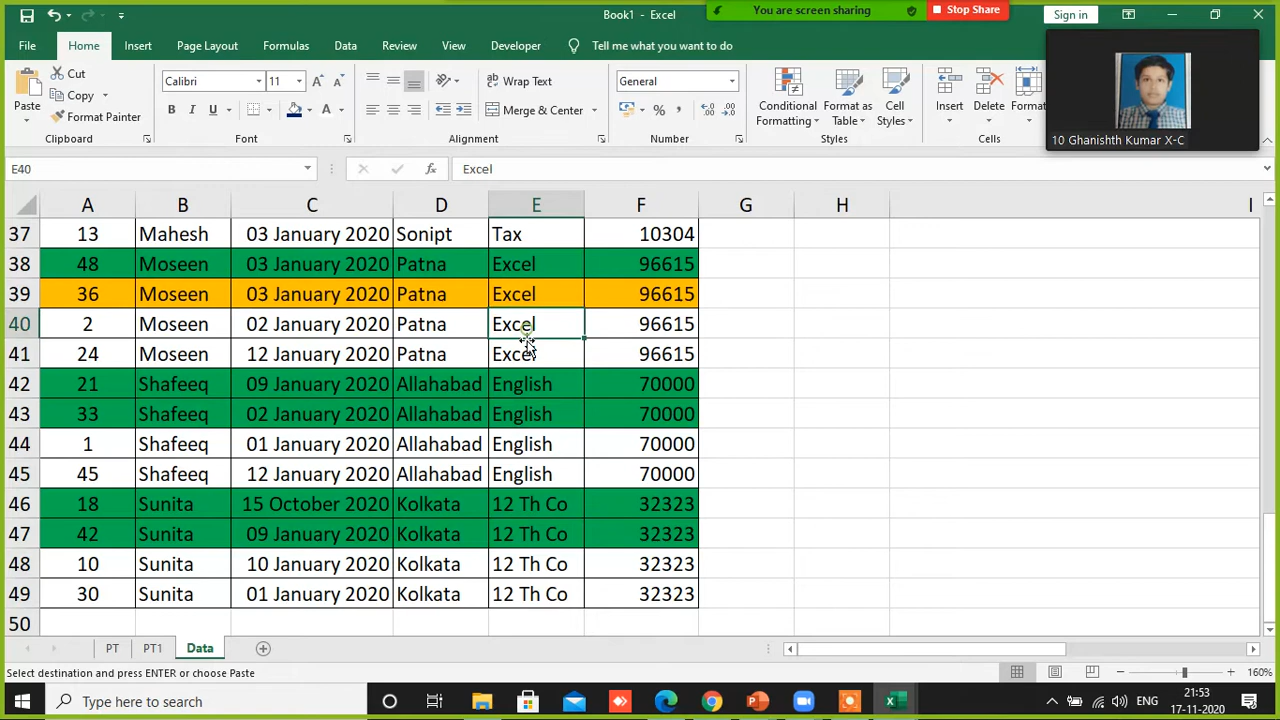 Book1 - Excel
You are screen sharing
Stop Share
Sign in
File Home Insert Page Layout Formulas Data Review View Developer Tell me what you want to do
Cut
Copy
Format Painter
Paste
Clipboard
Calibri 11
B I U A
Font
Wrap Text
Merge & Center
Alignment
General
%
Number
Conditional Formatting
Format as Table
Cell Styles
Styles
Insert Delete Format
Cells
10 Ghanishth Kumar X-C
E40 fx Excel
A B C D E F G H I
37 13 Mahesh 03 January 2020 Sonipt Tax 10304
38 48 Moseen 03 January 2020 Patna Excel 96615
39 36 Moseen 03 January 2020 Patna Excel 96615
40 2 Moseen 02 January 2020 Patna Excel 96615
41 24 Moseen 12 January 2020 Patna Excel 96615
42 21 Shafeeq 09 January 2020 Allahabad English 70000
43 33 Shafeeq 02 January 2020 Allahabad English 70000
44 1 Shafeeq 01 January 2020 Allahabad English 70000
45 45 Shafeeq 12 January 2020 Allahabad English 70000
46 18 Sunita 15 October 2020 Kolkata 12 Th Co 32323
47 42 Sunita 09 January 2020 Kolkata 12 Th Co 32323
48 10 Sunita 10 January 2020 Kolkata 12 Th Co 32323
49 30 Sunita 01 January 2020 Kolkata 12 Th Co 32323
50
PT PT1 Data
Select destination and press ENTER or choose Paste
160%
Type here to search
ENG
21:53
17-11-2020